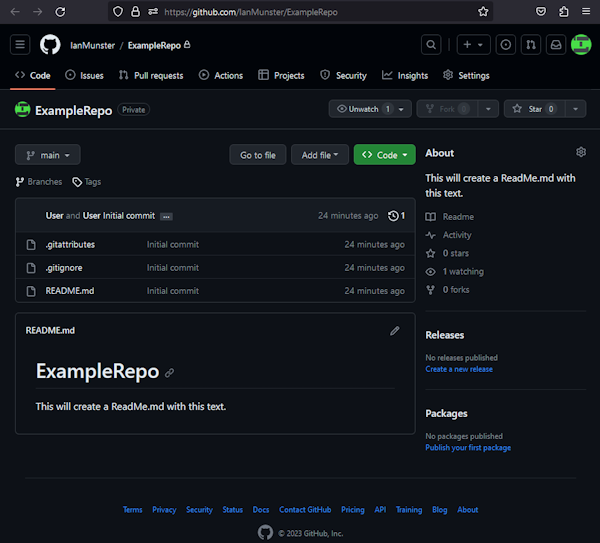 https://github.com/IanMunster/ExampleRepo
IanMunster / ExampleRepo
Code Issues Pull requests Actions Projects Security Insights Settings
ExampleRepo Private Unwatch 1 Fork 0 Star 0
main Go to file Add file Code
Branches Tags
User and User Initial commit ... 24 minutes ago 1
.gitattributes Initial commit 24 minutes ago
.gitignore Initial commit 24 minutes ago
README.md Initial commit 24 minutes ago
README.md
ExampleRepo
This will create a ReadMe.md with this text.
About
This will create a ReadMe.md with
this text.
Readme
Activity
0 stars
1 watching
0 forks
Releases
No releases published
Create a new release
Packages
No packages published
Publish your first package
Terms Privacy Security Status Docs Contact GitHub Pricing API Training Blog About
© 2023 GitHub, Inc.